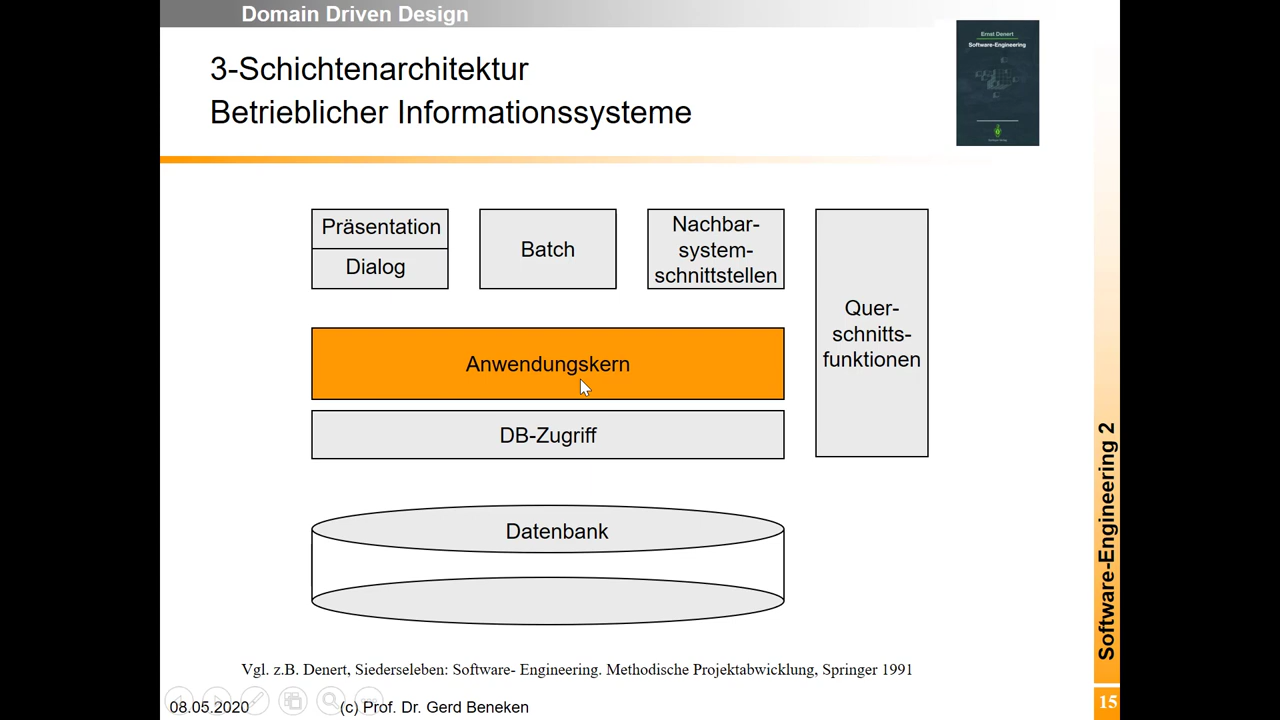 Domain Driven Design
3-Schichtenarchitektur
Betrieblicher Informationssysteme
Ernst Denert
Software-Engineering
Präsentation
Dialog
Batch
Nachbar-
system-
schnittstellen
Quer-
schnitts-
funktionen
Anwendungskern
DB-Zugriff
Datenbank
Vgl. z.B. Denert, Siederseleben: Software- Engineering. Methodische Projektabwicklung, Springer 1991
08.05.2020
(c) Prof. Dr. Gerd Beneken
Software-Engineering 2
15